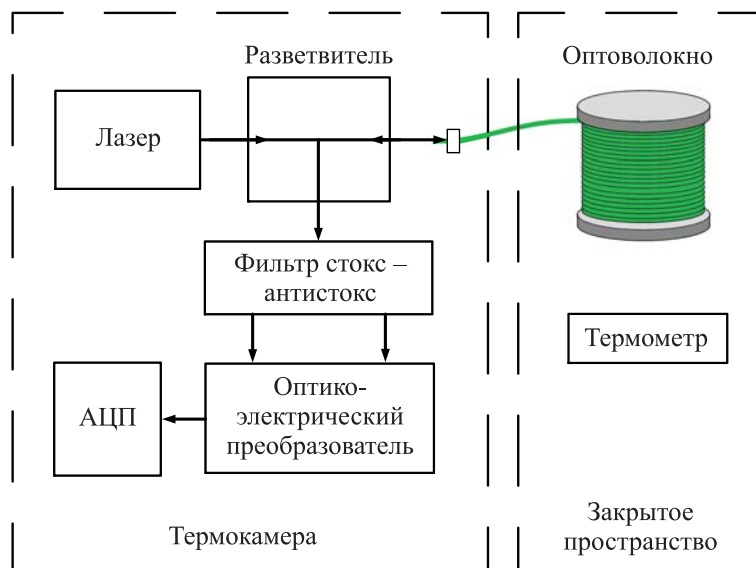 Разветвитель
Оптоволокно
Лазер
Фильтр стокс –
антистокс
Термометр
АЦП
Оптико-
электрический
преобразователь
Термокамера
Закрытое
пространство